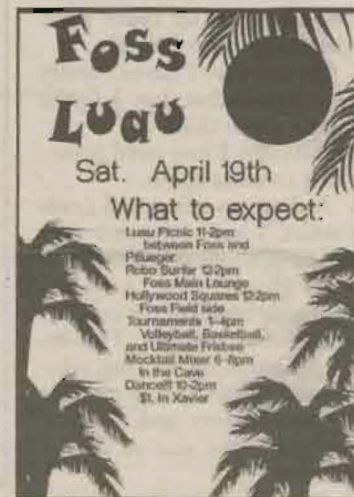 Foss
Luau
Sat. April 19th
What to expect:
Luau Picnic 11-2pm
between Foss and
Pflueger
Robo Surfer 12-2pm
Foss Main Lounge
Hollywood Squares 12-2pm
Foss Field side
Tournaments 1-4pm
Volleyball, Basketball,
and Ultimate Frisbee
Mocktail Mixer 6-8pm
In the Cave
Dance!! 10-2pm
$1, In Xavier